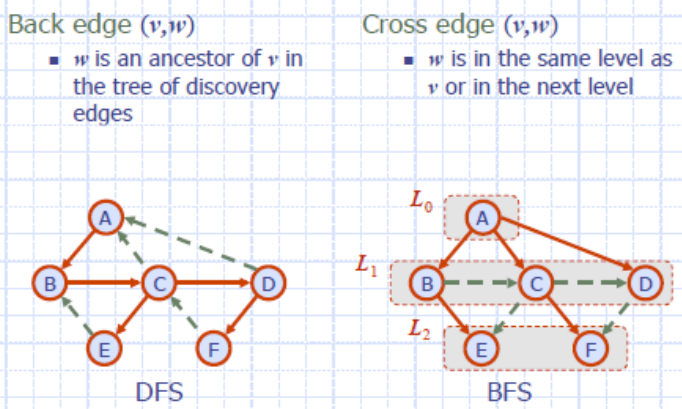 Back edge (v,w)
▪ w is an ancestor of v in
the tree of discovery
edges
Cross edge (v,w)
▪ w is in the same level as
v or in the next level
A
B
C
D
E
F
DFS
L0
A
L1
B
C
D
L2
E
F
BFS